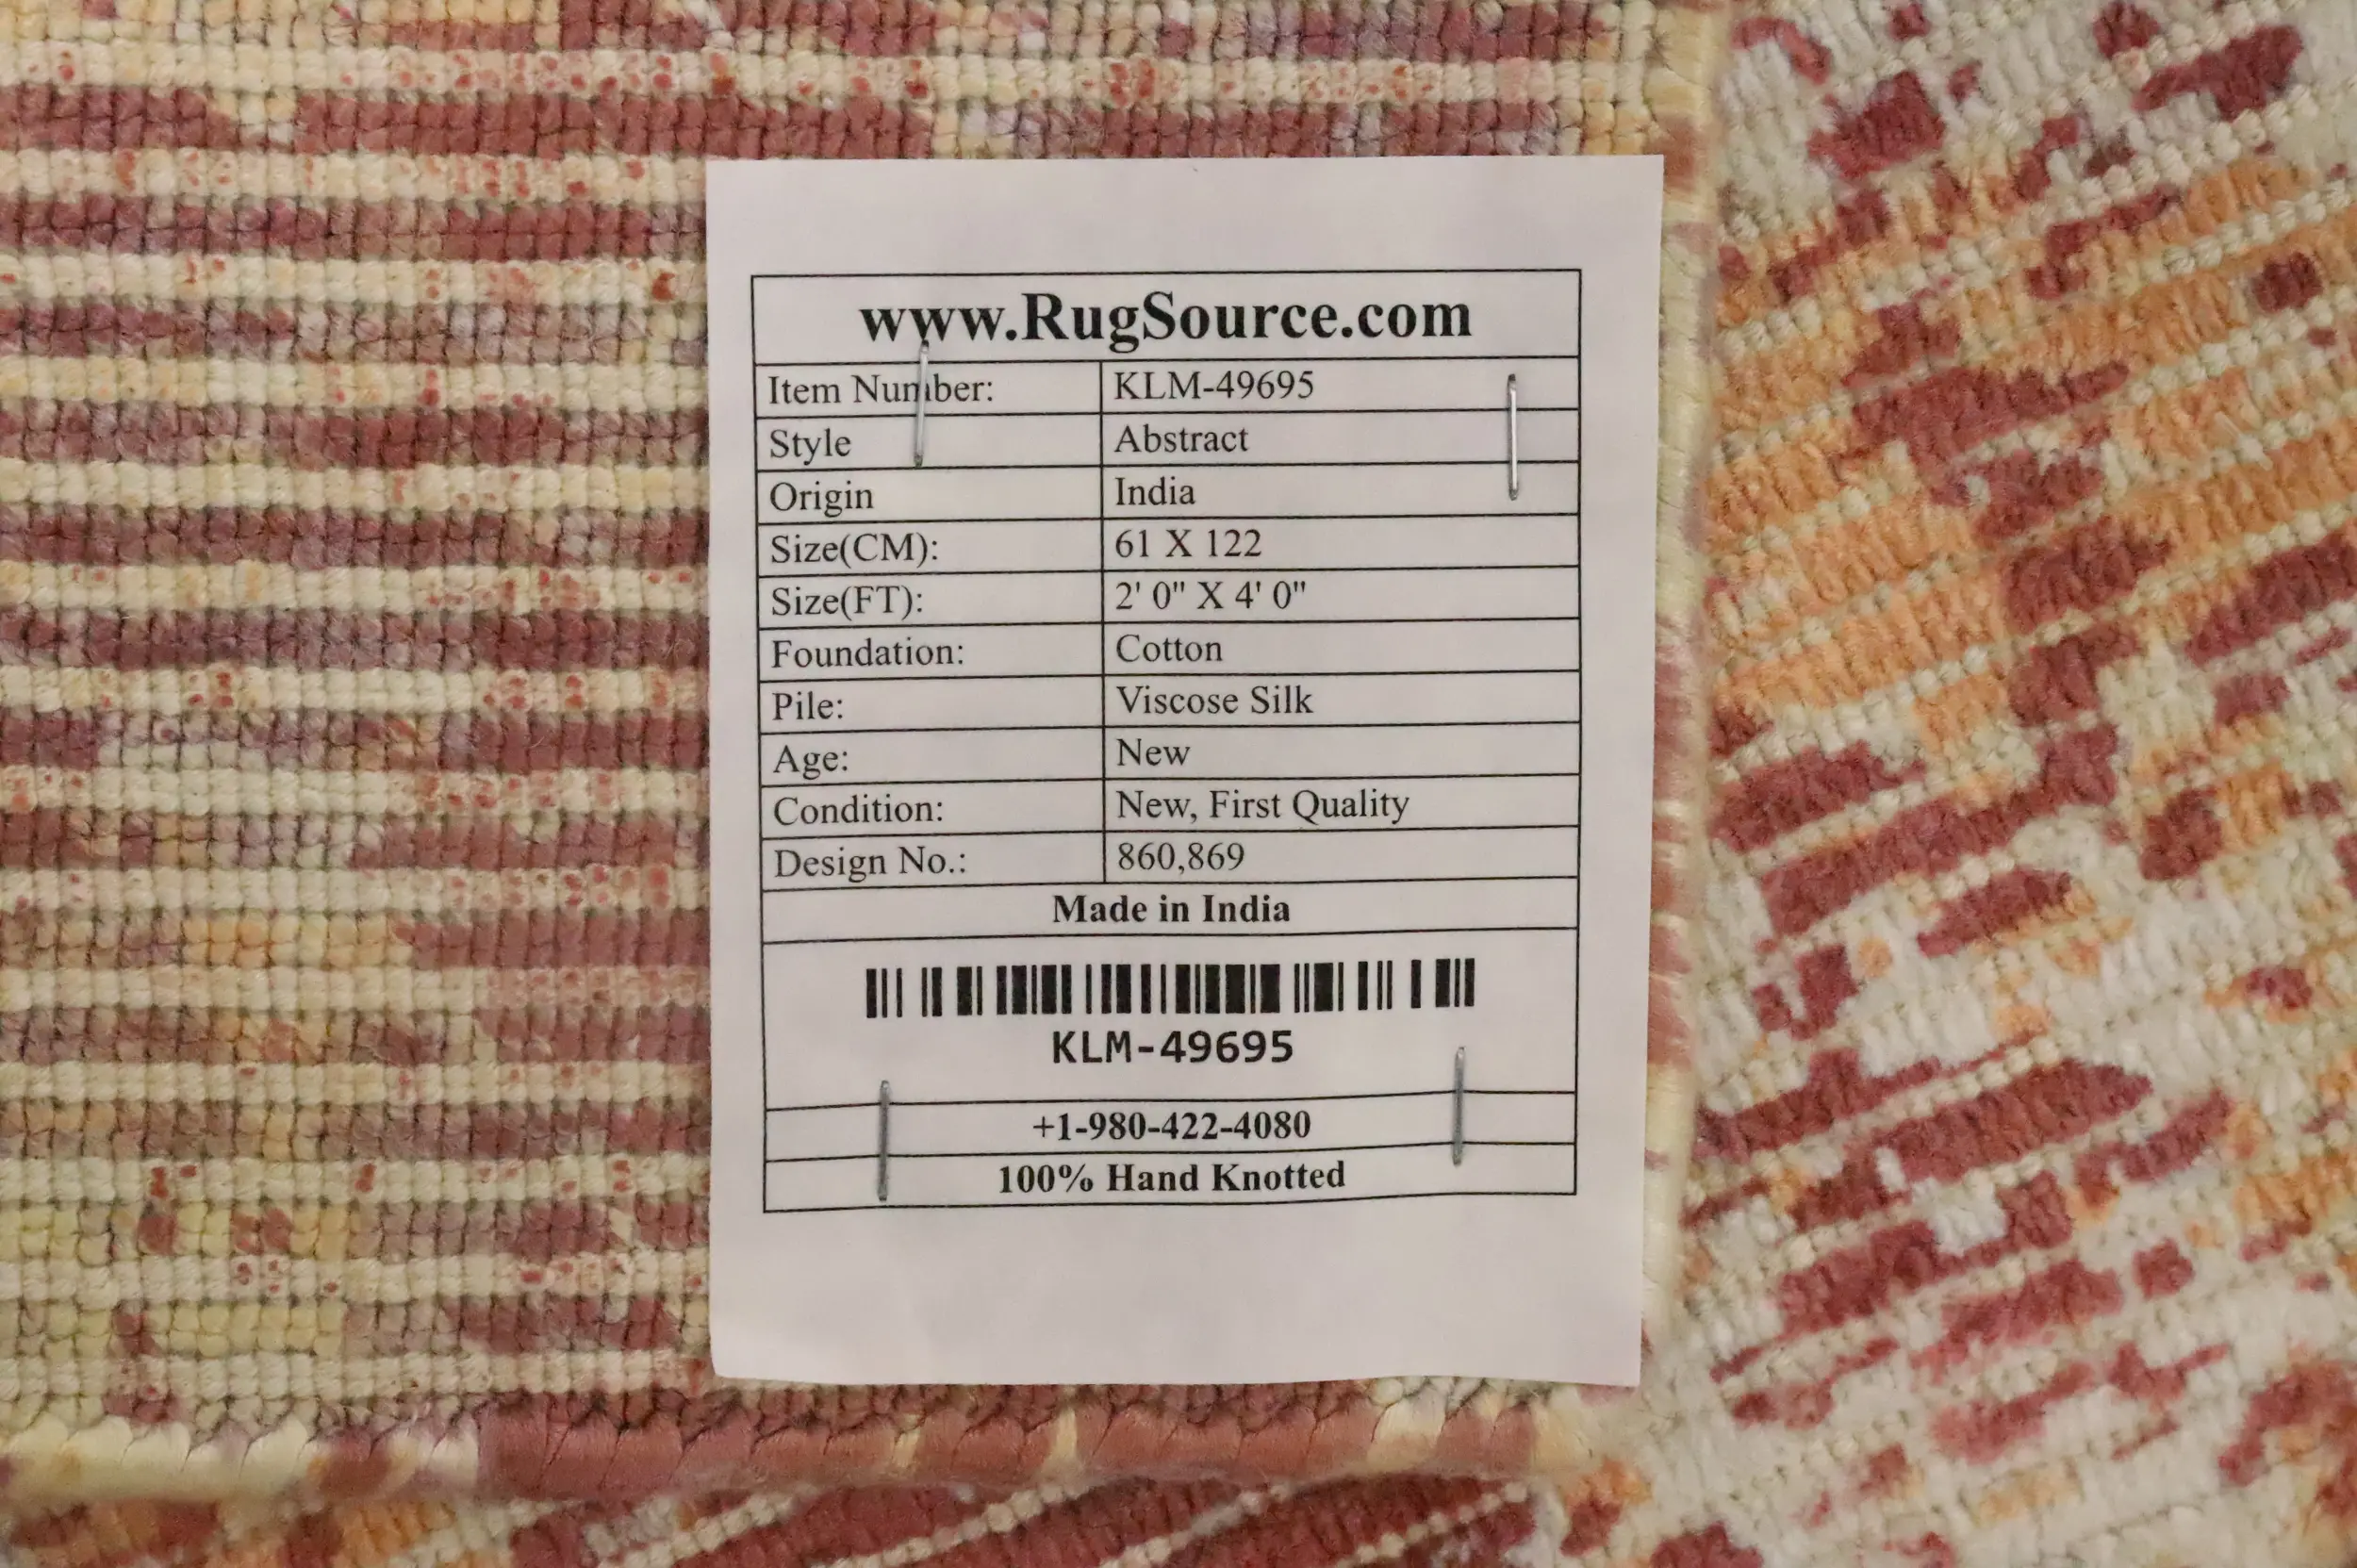 www.RugSource.com
Item Number: KLM-49695
Style Abstract
Origin India
Size(CM): 61 X 122
Size(FT): 2' 0" X 4' 0"
Foundation: Cotton
Pile: Viscose Silk
Age: New
Condition: New, First Quality
Design No.: 860,869
Made in India
KLM-49695
+1-980-422-4080
100% Hand Knotted